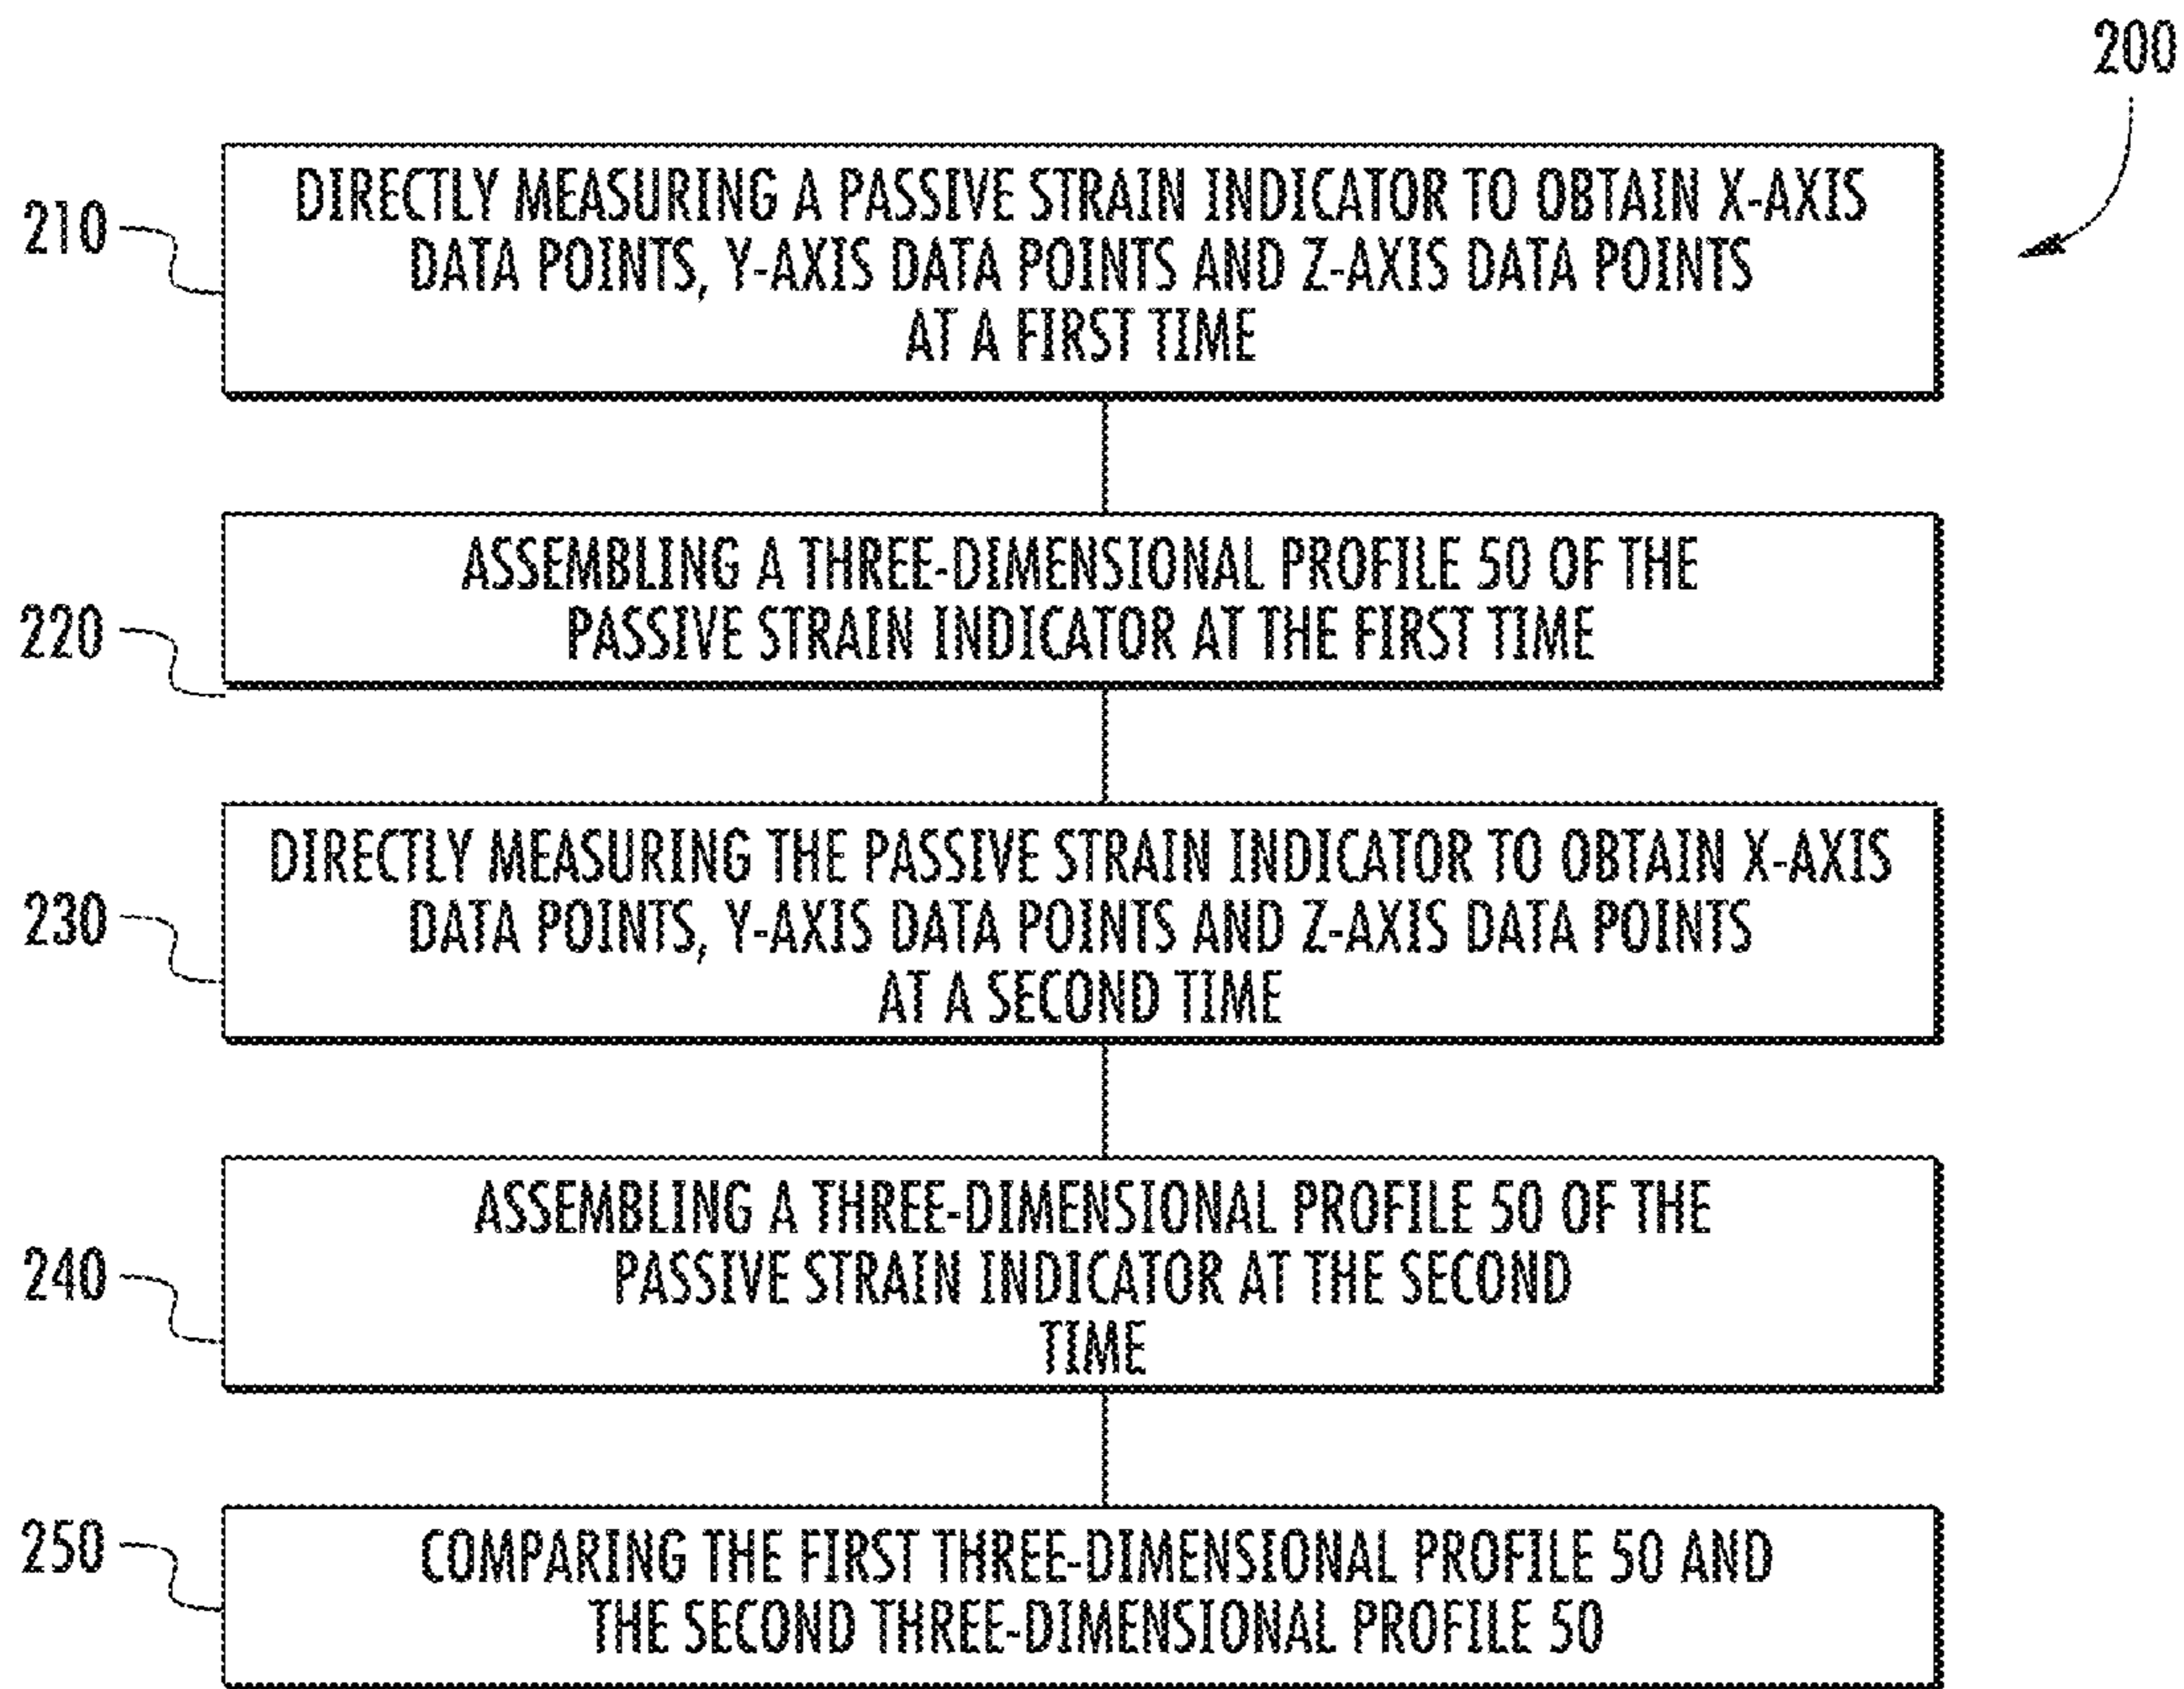 200
210
DIRECTLY MEASURING A PASSIVE STRAIN INDICATOR TO OBTAIN X-AXIS
DATA POINTS, Y-AXIS DATA POINTS AND Z-AXIS DATA POINTS
AT A FIRST TIME
220
ASSEMBLING A THREE-DIMENSIONAL PROFILE 50 OF THE
PASSIVE STRAIN INDICATOR AT THE FIRST TIME
230
DIRECTLY MEASURING THE PASSIVE STRAIN INDICATOR TO OBTAIN X-AXIS
DATA POINTS, Y-AXIS DATA POINTS AND Z-AXIS DATA POINTS
AT A SECOND TIME
240
ASSEMBLING A THREE-DIMENSIONAL PROFILE 50 OF THE
PASSIVE STRAIN INDICATOR AT THE SECOND
TIME
250
COMPARING THE FIRST THREE-DIMENSIONAL PROFILE 50 AND
THE SECOND THREE-DIMENSIONAL PROFILE 50